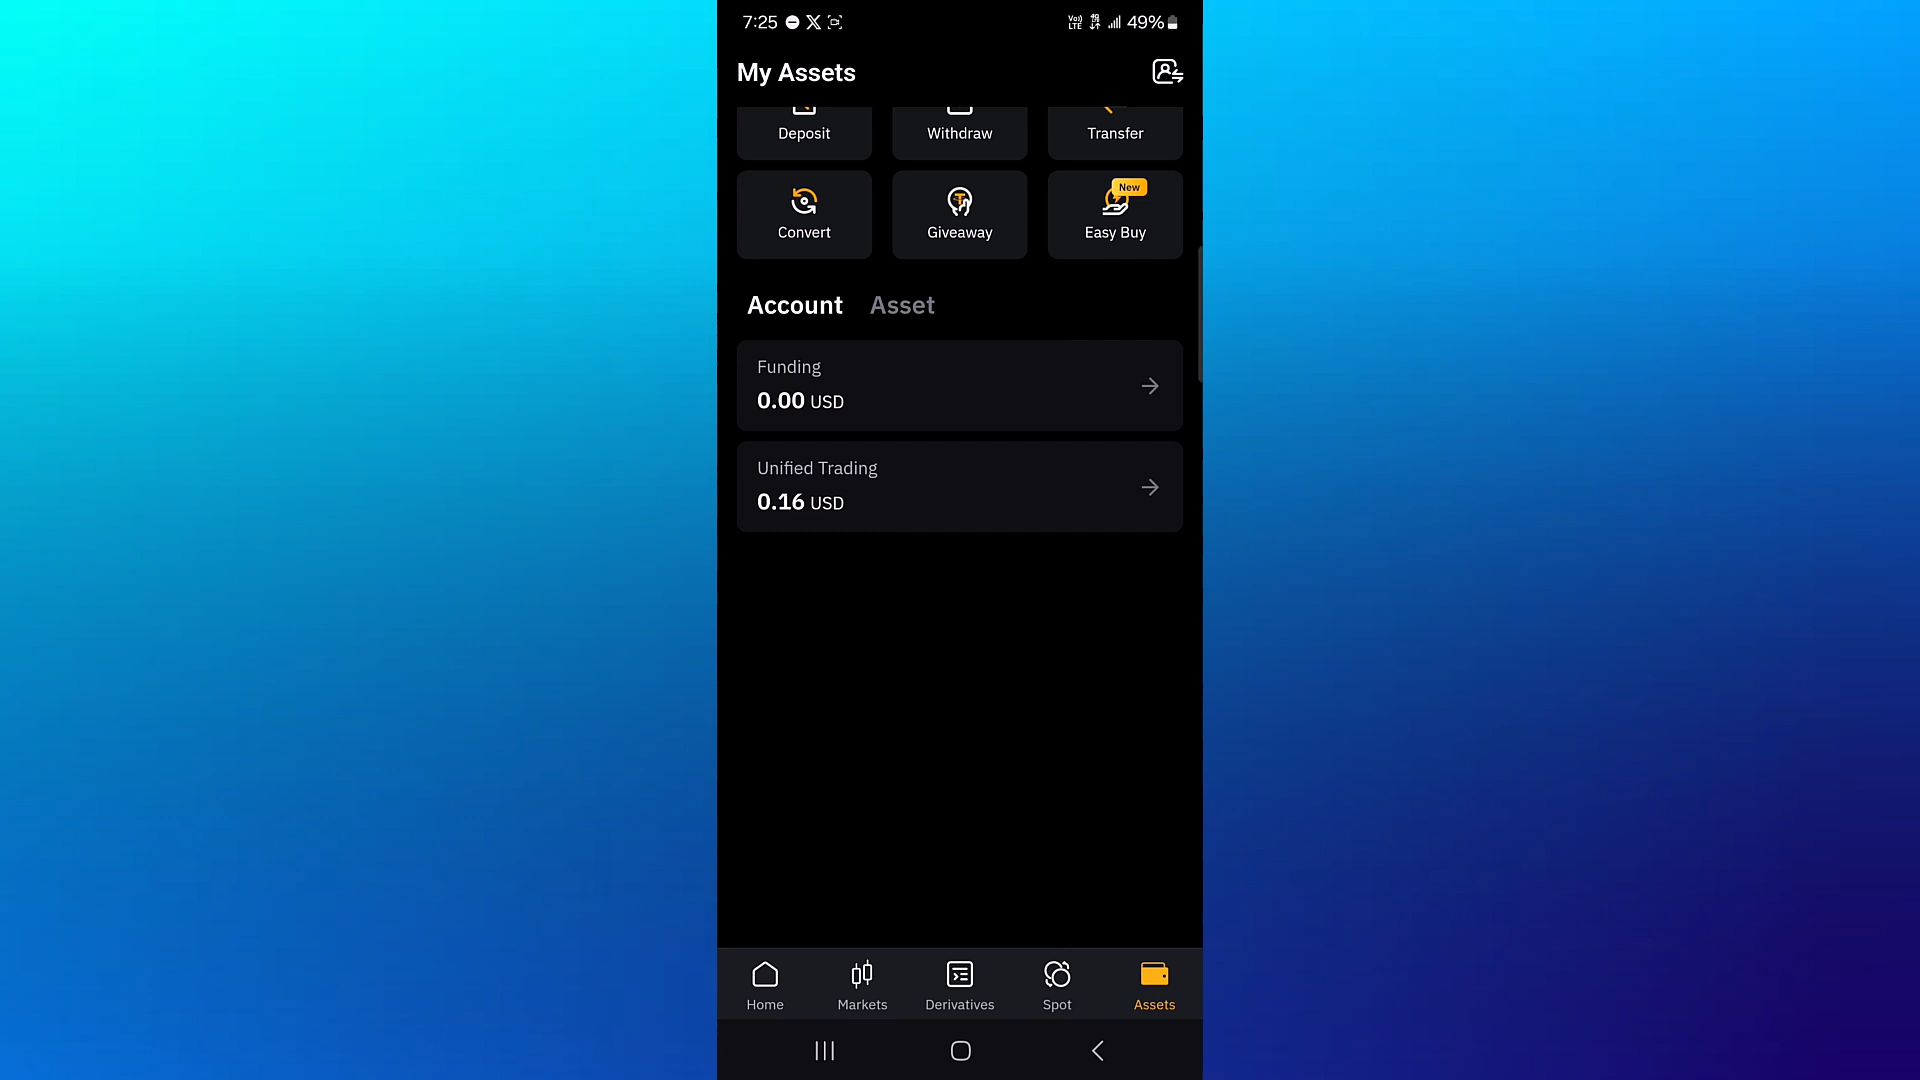 7:25 49%
My Assets
Deposit Withdraw Transfer
New
Convert Giveaway Easy Buy
Account Asset
Funding
0.00 USD
Unified Trading
0.16 USD
Home Markets Derivatives Spot Assets